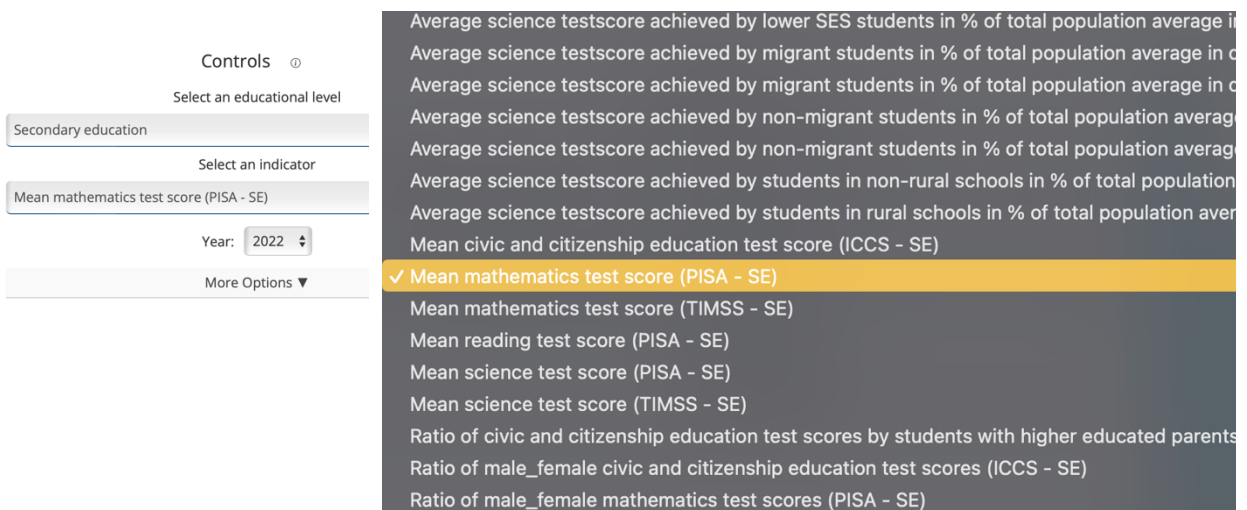 Controls
Select an educational level
Secondary education
Select an indicator
Mean mathematics test score (PISA - SE)
Year: 2022
More Options ▼
Average science testscore achieved by lower SES students in % of total population average
Average science testscore achieved by migrant students in % of total population average in
Average science testscore achieved by migrant students in % of total population average in
Average science testscore achieved by non-migrant students in % of total population
Average science testscore achieved by non-migrant students in % of total population
Average science testscore achieved by students in non-rural schools in % of total population
Average science testscore achieved by students in rural schools in % of total population
Mean civic and citizenship education test score (ICCS - SE)
✓ Mean mathematics test score (PISA - SE)
Mean mathematics test score (TIMSS - SE)
Mean reading test score (PISA - SE)
Mean science test score (PISA - SE)
Mean science test score (TIMSS - SE)
Ratio of civic and citizenship education test scores by students with higher educated parents
Ratio of male_female civic and citizenship education test scores (ICCS - SE)
Ratio of male_female mathematics test scores (PISA - SE)